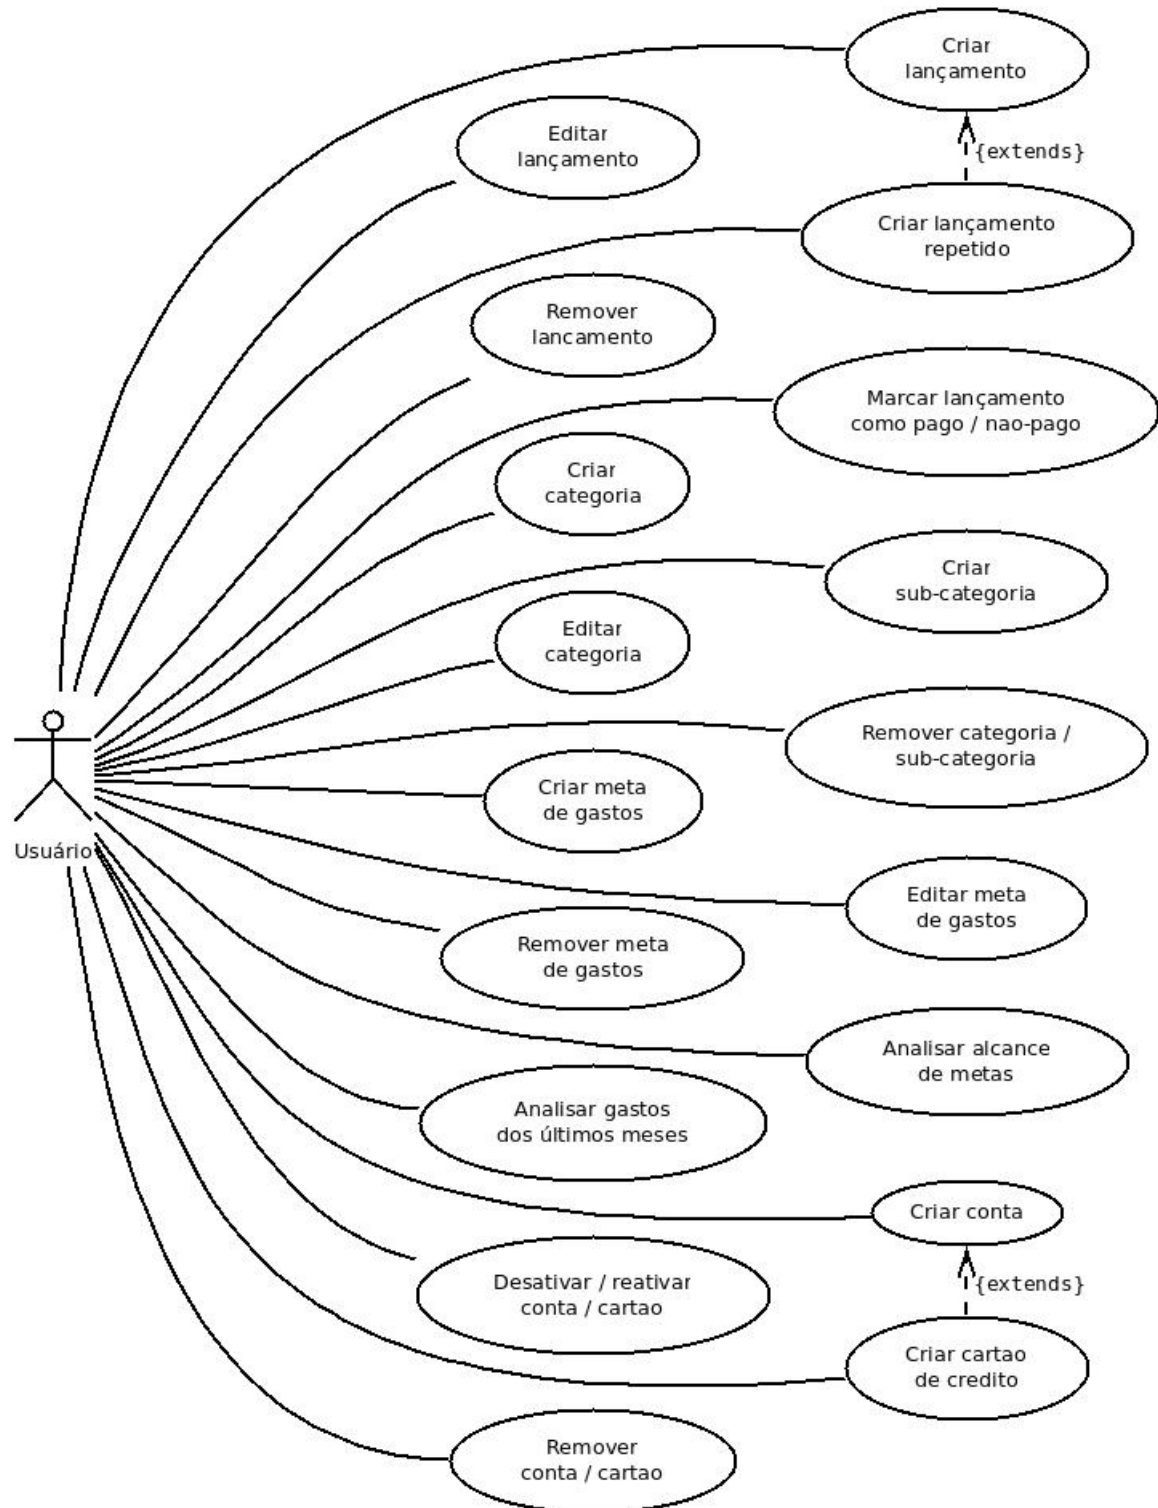 Criar
lançamento
Editar
lançamento
{extends}
Criar lançamento
repetido
Remover
lancamento
Marcar lançamento
como pago / nao-pago
Criar
categoria
Criar
sub-categoria
Editar
categoria
Remover categoria /
sub-categoria
Criar meta
de gastos
Usuário
Editar meta
de gastos
Remover meta
de gastos
Analisar alcance
de metas
Analisar gastos
dos últimos meses
Criar conta
Desativar / reativar
conta / cartao
{extends}
Criar cartao
de credito
Remover
conta / cartao